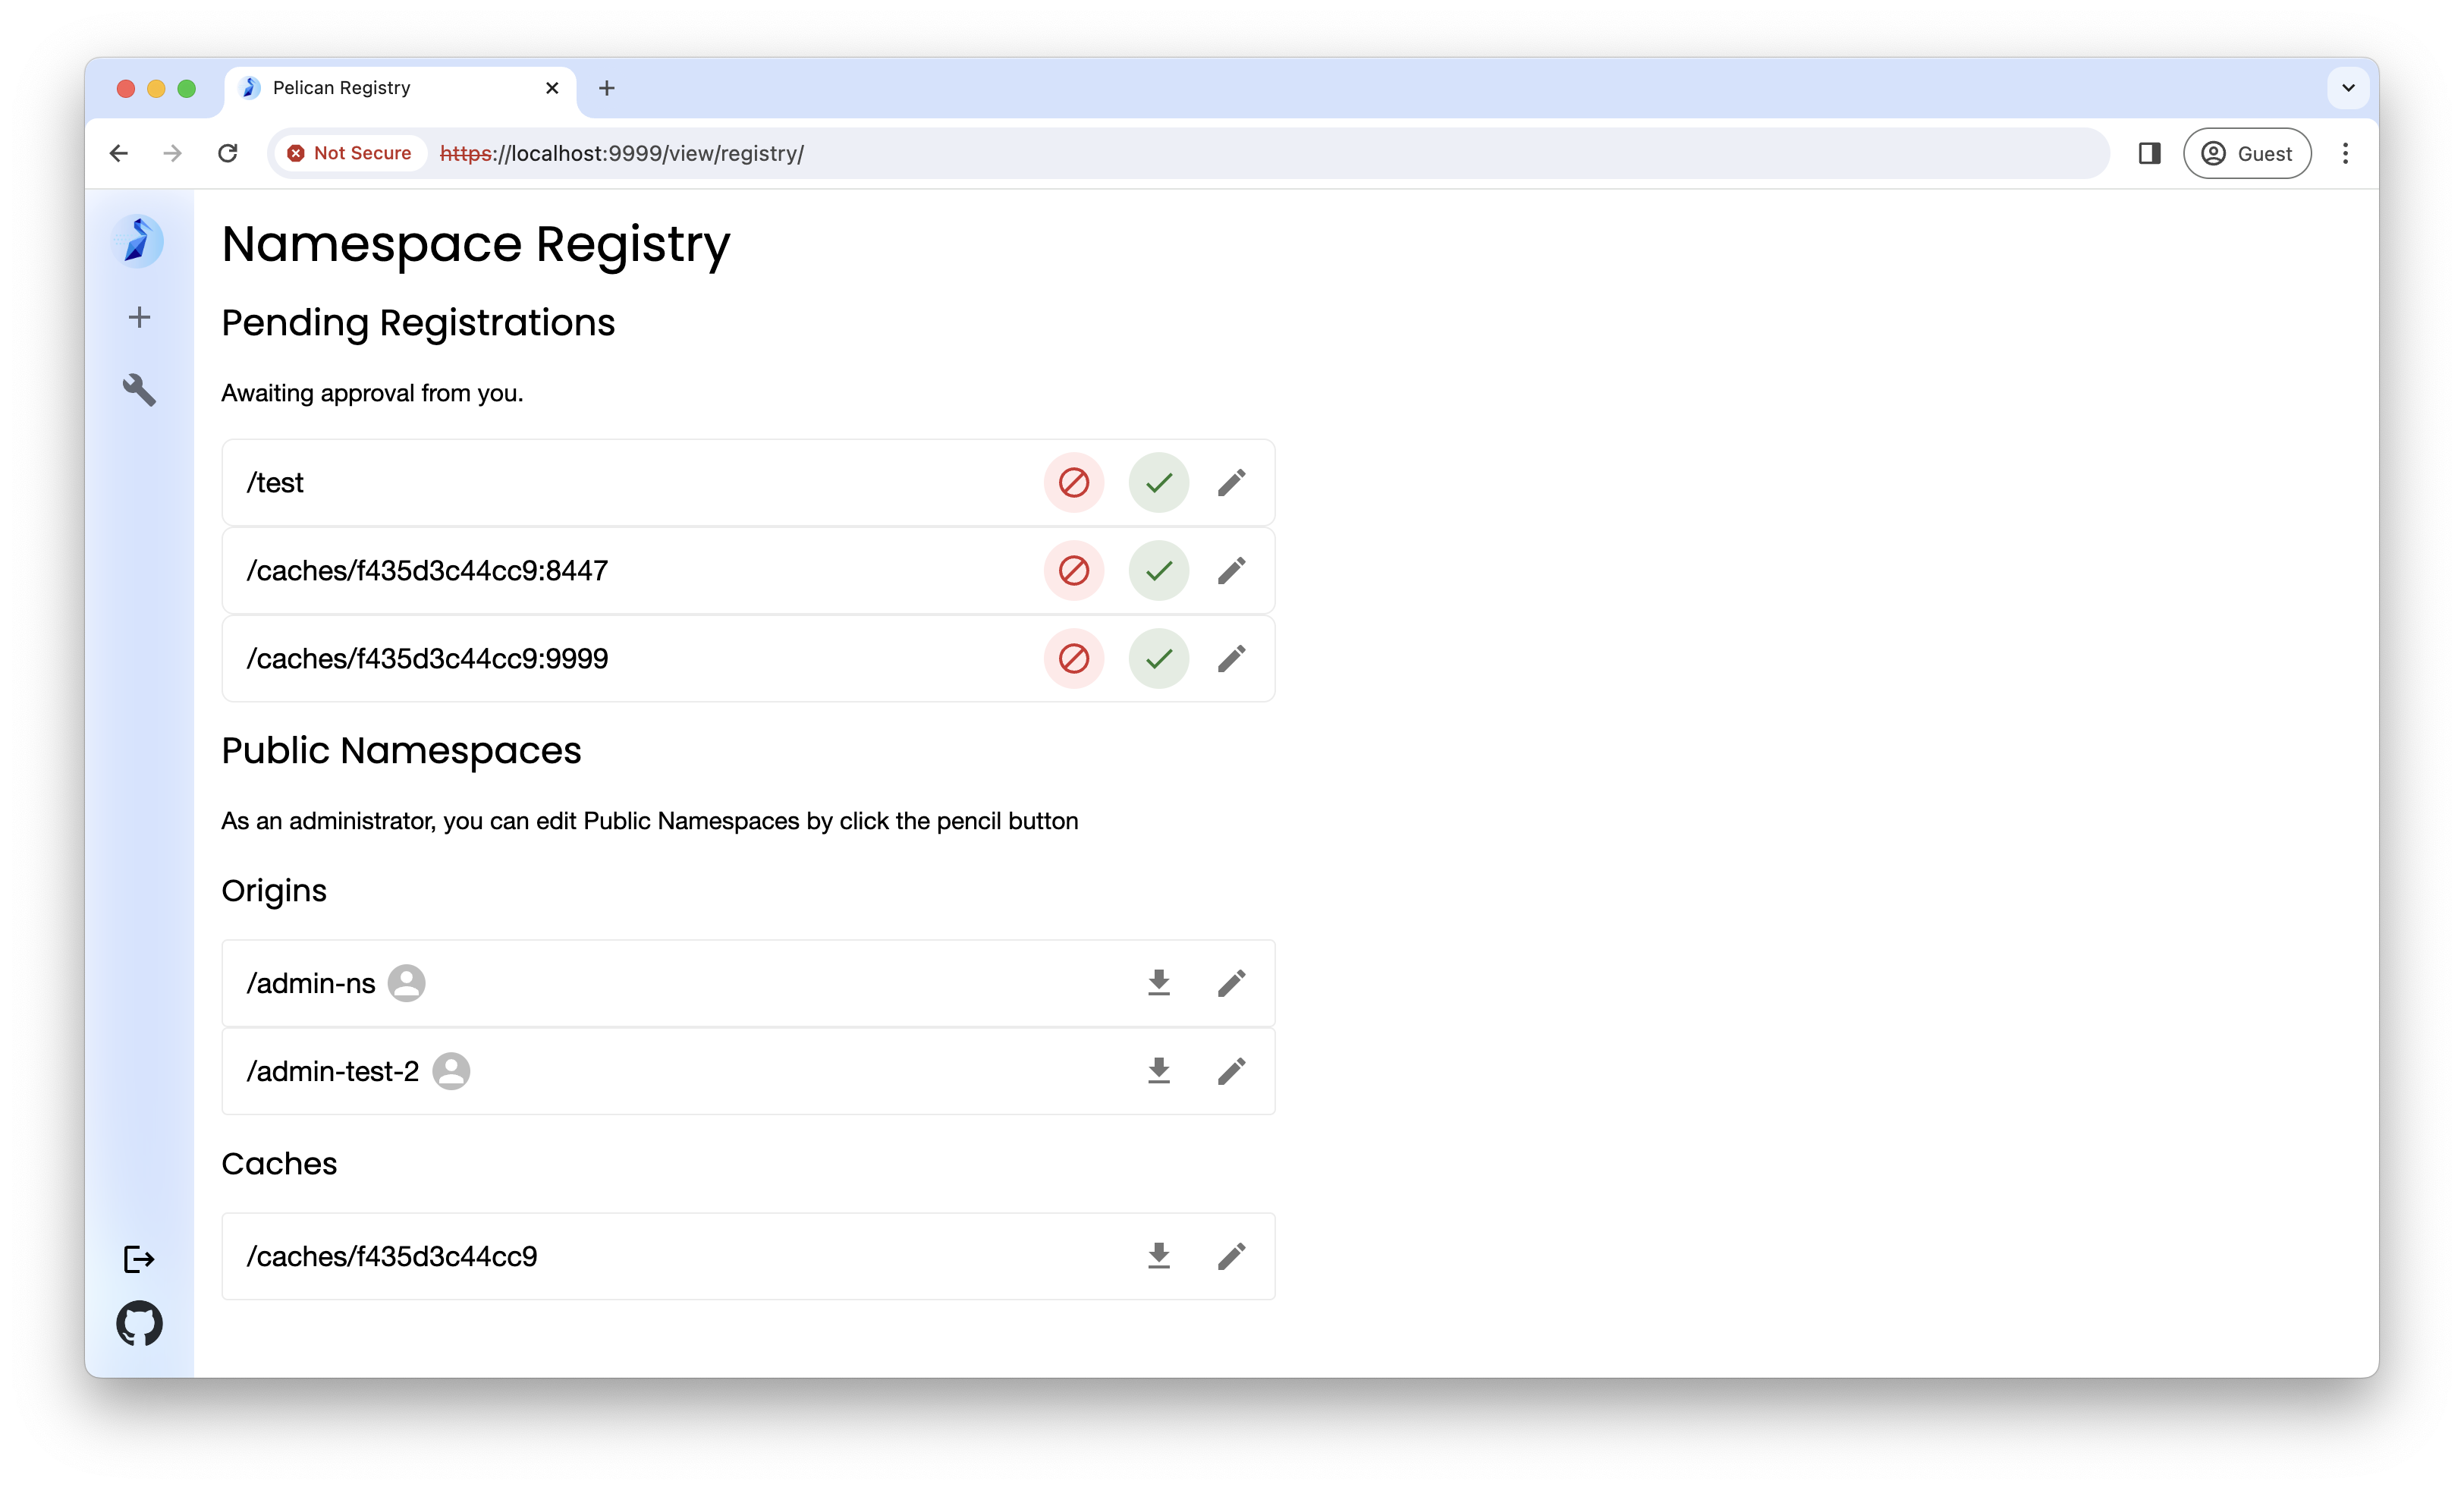 Pelican Registry
Not Secure https://localhost:9999/view/registry/ Guest
Namespace Registry
Pending Registrations
Awaiting approval from you.
/test
/caches/f435d3c44cc9:8447
/caches/f435d3c44cc9:9999
Public Namespaces
As an administrator, you can edit Public Namespaces by click the pencil button
Origins
/admin-ns
/admin-test-2
Caches
/caches/f435d3c44cc9